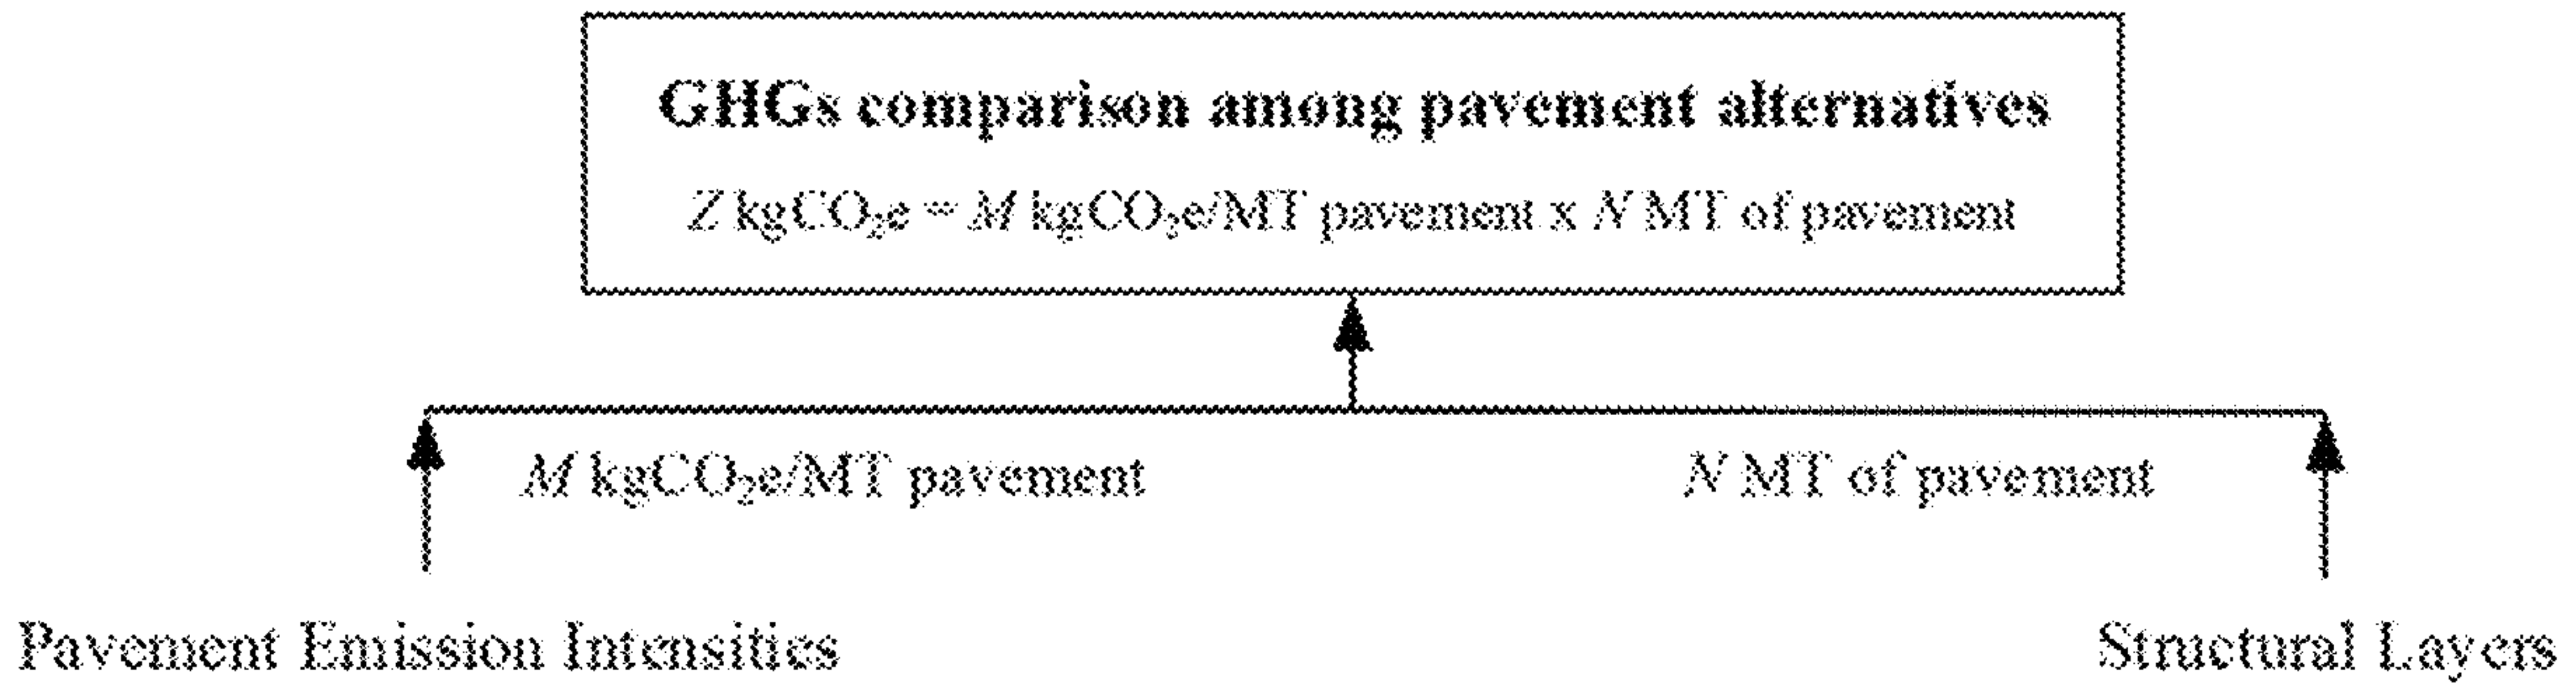 GHGs comparison among pavement alternatives
Z kgCO₂e = M kgCO₂e/MT pavement x N MT of pavement
M kgCO₂e/MT pavement
N MT of pavement
Pavement Emission Intensities
Structural Layers